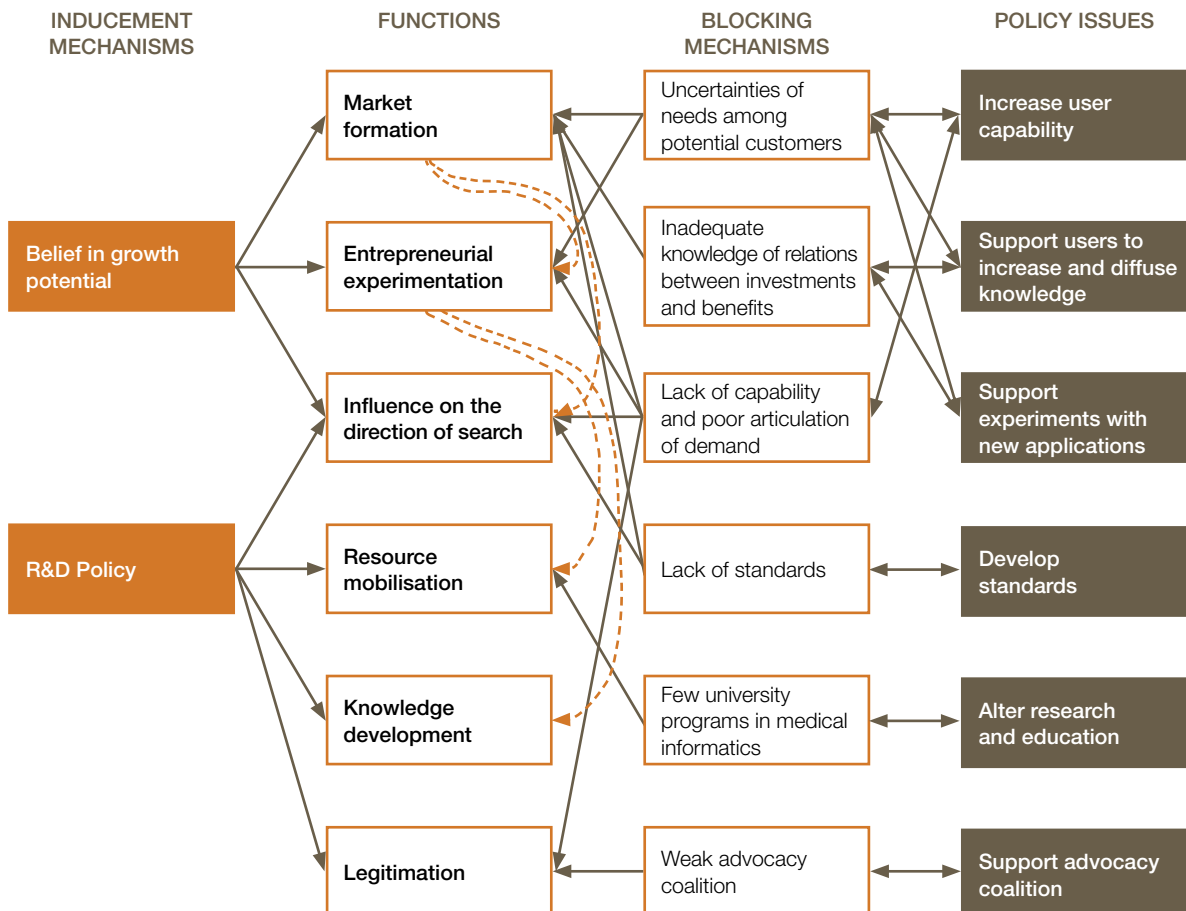 INDUCEMENT
MECHANISMS
FUNCTIONS
BLOCKING
MECHANISMS
POLICY ISSUES
Belief in growth
potential
R&D Policy
Market
formation
Entrepreneurial
experimentation
Influence on the
direction of search
Resource
mobilisation
Knowledge
development
Legitimation
Uncertainties of
needs among
potential customers
Inadequate
knowledge of relations
between investments
and benefits
Lack of capability
and poor articulation
of demand
Lack of standards
Few university
programs in medical
informatics
Weak advocacy
coalition
Increase user
capability
Support users to
increase and diffuse
knowledge
Support
experiments with
new applications
Develop
standards
Alter research
and education
Support advocacy
coalition